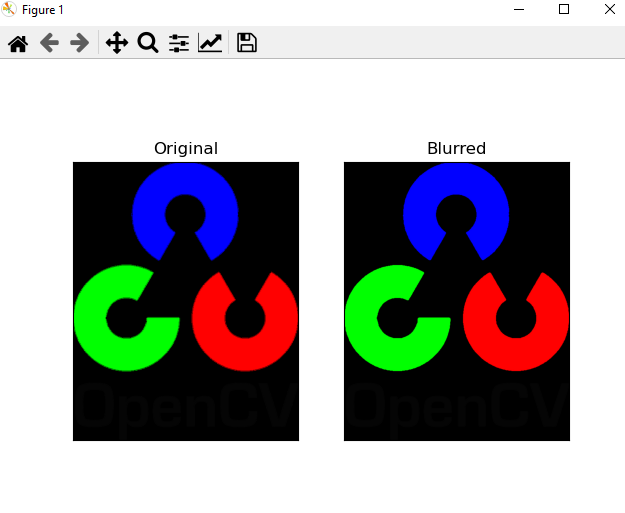 Figure 1
Original
Blurred
OpenCV
OpenCV